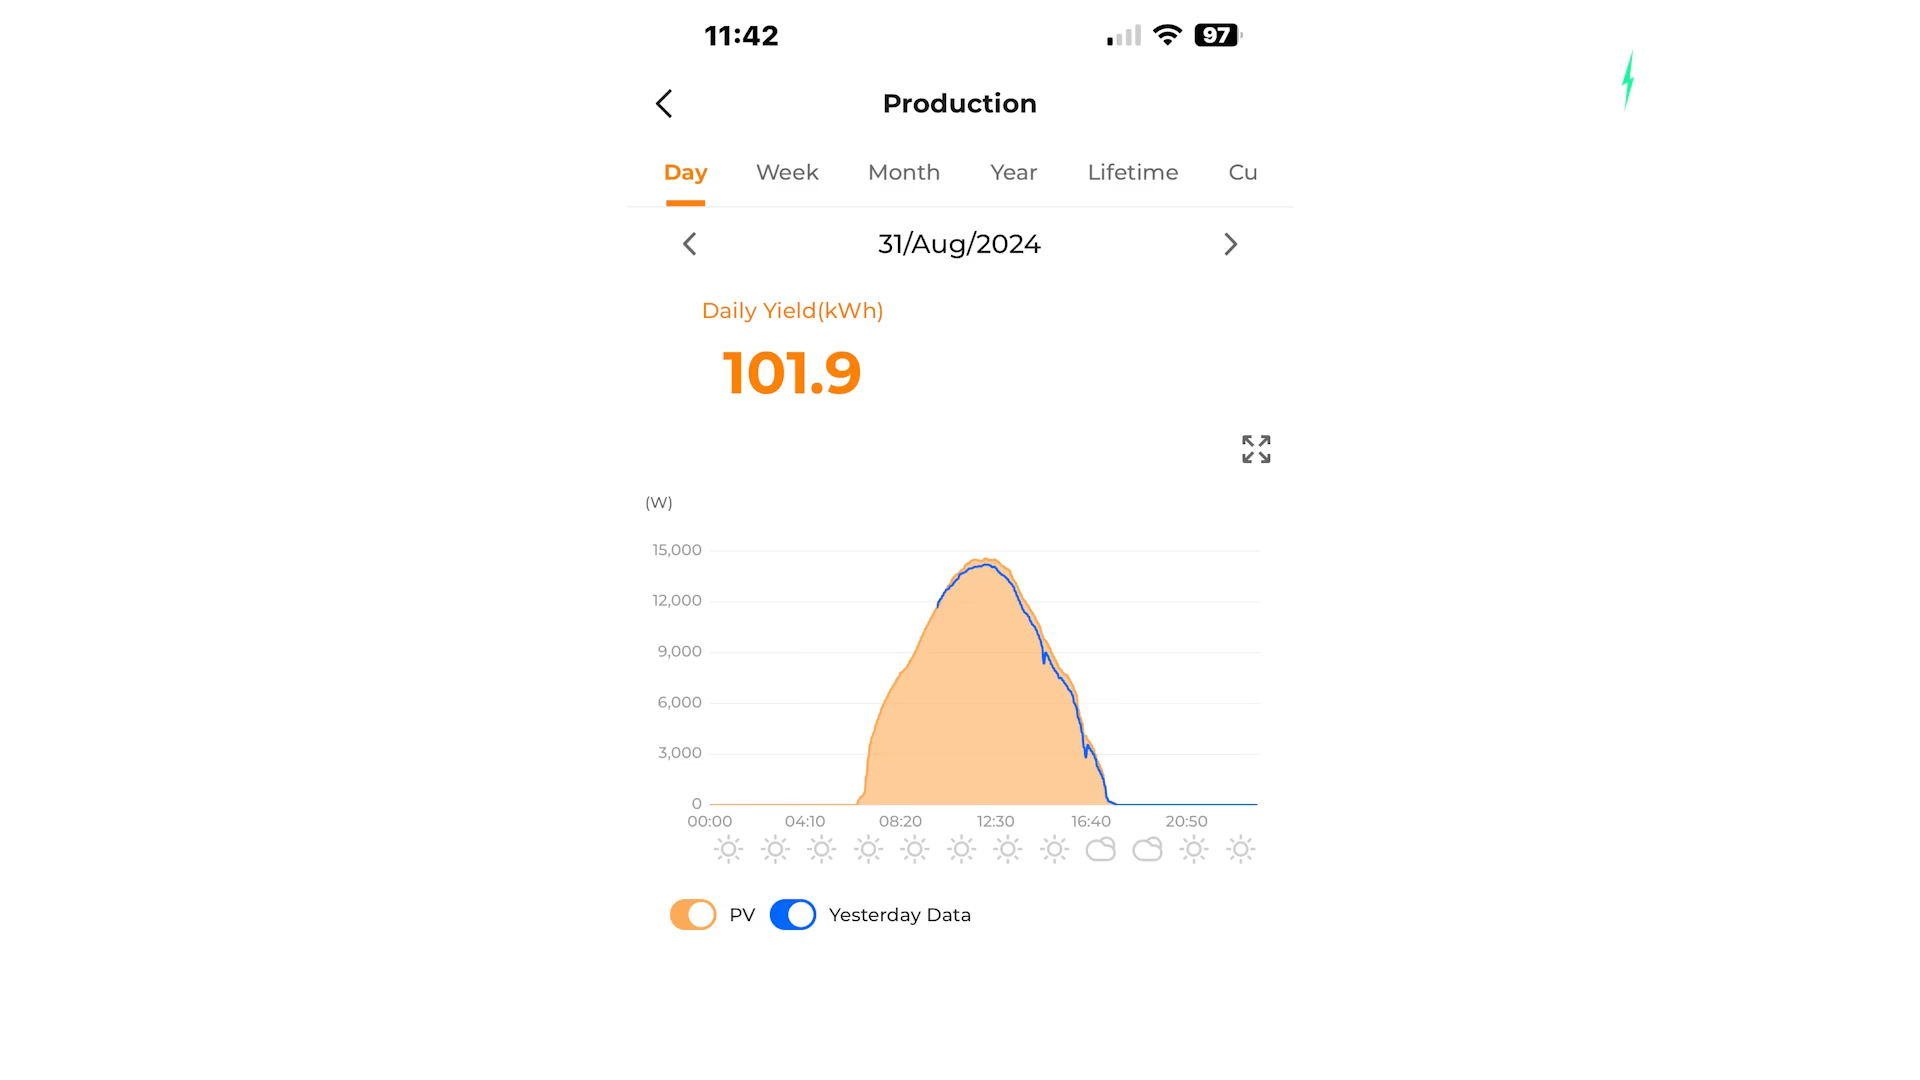 11:42
97
Production
Day Week Month Year Lifetime Cu
31/Aug/2024
Daily Yield(kWh)
101.9
(W)
15,000
12,000
9,000
6,000
3,000
0
00:00 04:10 08:20 12:30 16:40 20:50
PV Yesterday Data